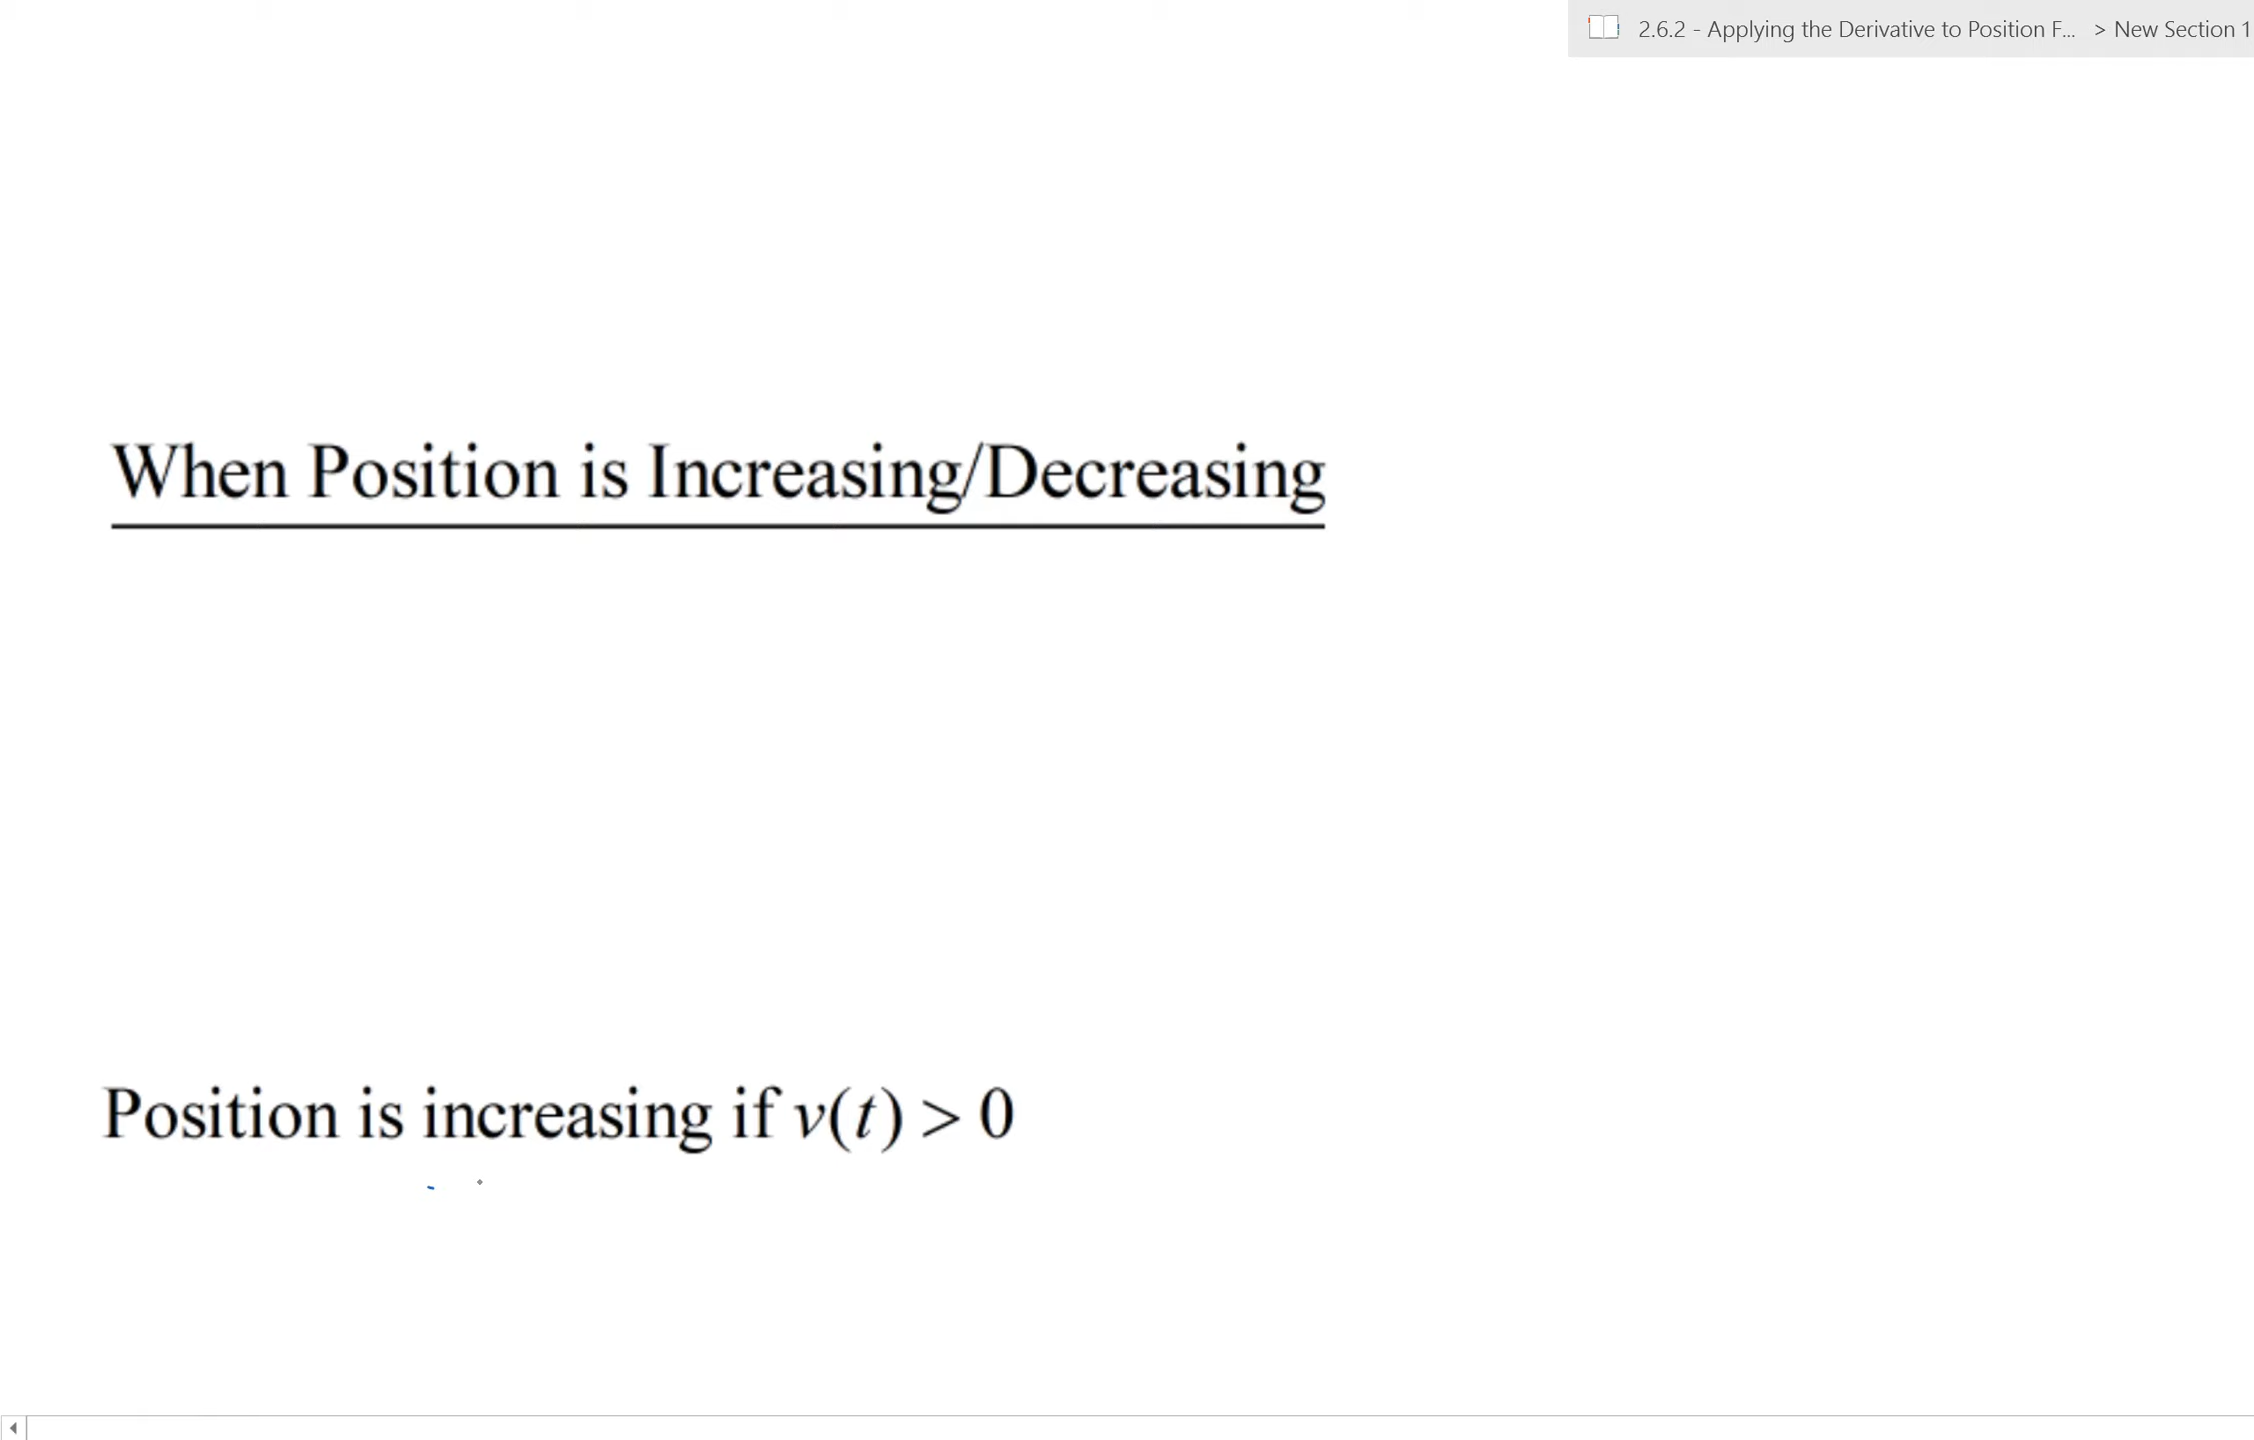 2.6.2 - Applying the Derivative to Position F... > New Section 1
When Position is Increasing/Decreasing
Position is increasing if v(t) > 0